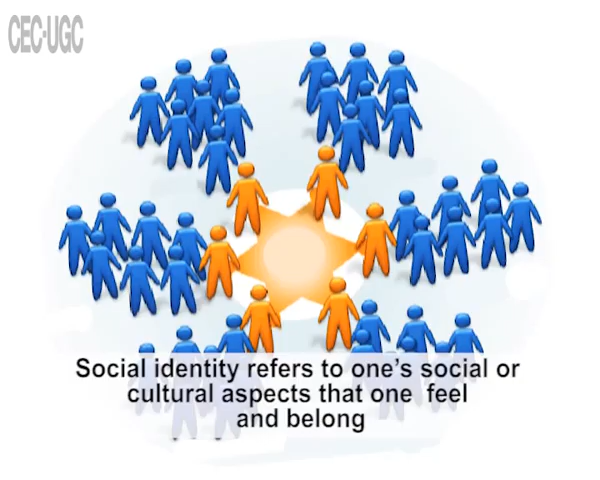 CEC-UGC
Social identity refers to one's social or
cultural aspects that one feel
and belong